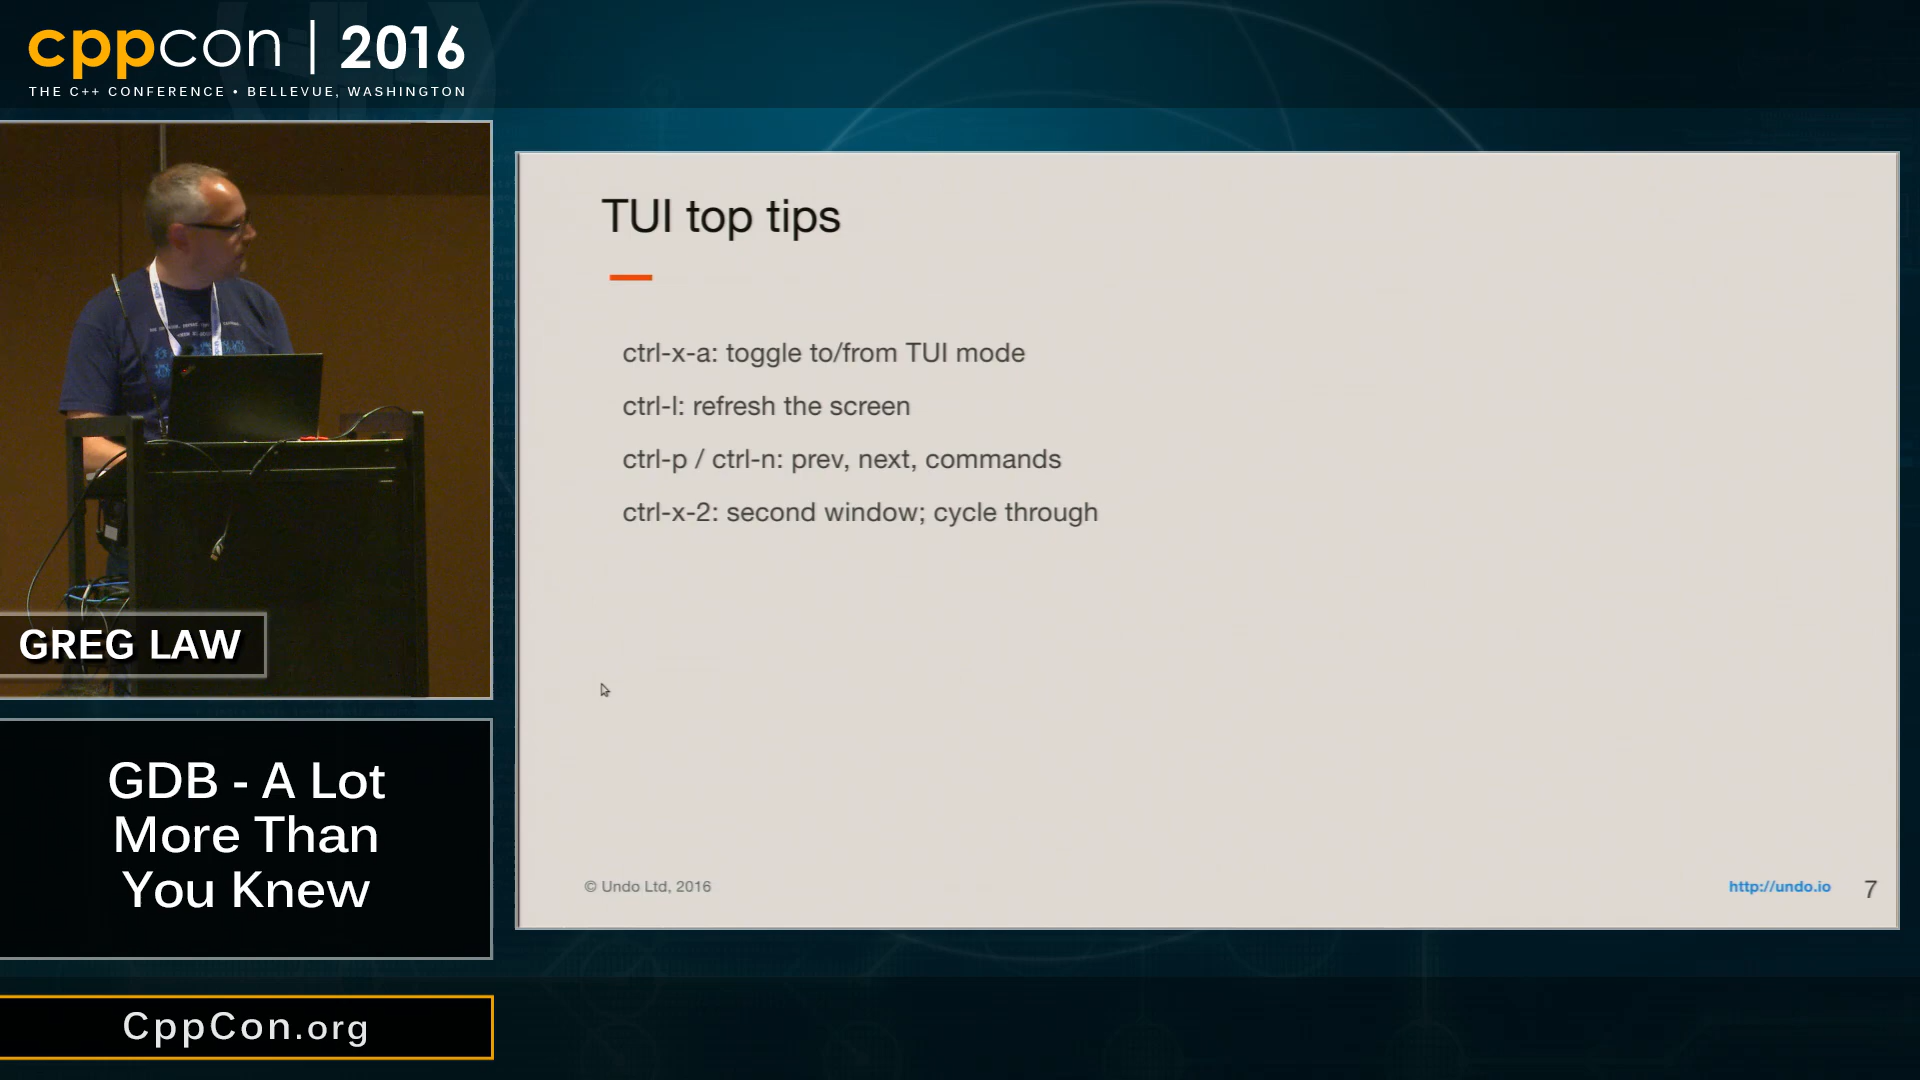 cppcon | 2016
THE C++ CONFERENCE • BELLEVUE, WASHINGTON
GREG LAW
GDB - A Lot
More Than
You Knew
CppCon.org
TUI top tips
ctrl-x-a: toggle to/from TUI mode
ctrl-l: refresh the screen
ctrl-p / ctrl-n: prev, next, commands
ctrl-x-2: second window; cycle through
© Undo Ltd, 2016
http://undo.io
7